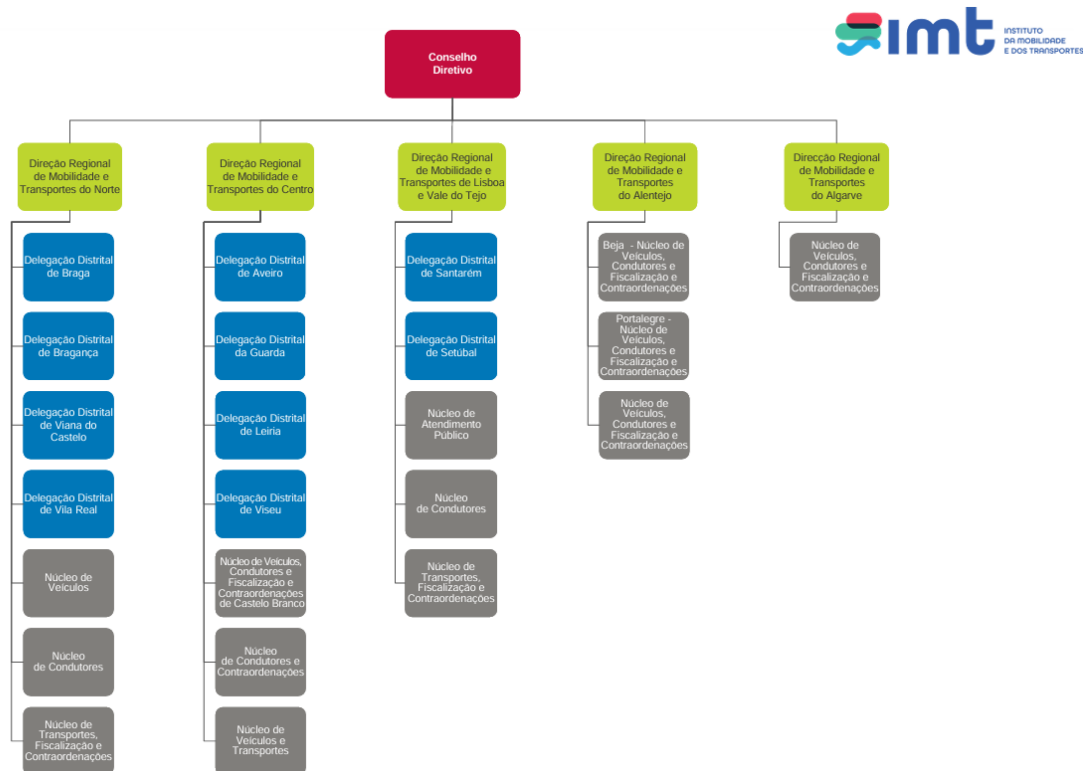 imt
INSTITUTO
DA MOBILIDADE
E DOS TRANSPORTES
Conselho
Diretivo
Direção Regional
de Mobilidade e
Transportes do Norte
Direcção Regional
de Mobilidade e
Transportes do Centro
Direcção Regional
de Mobilidade e
Transportes de Lisboa
e Vale do Tejo
Direcção Regional
de Mobilidade e
Transportes
do Alentejo
Direcção Regional
de Mobilidade e
Transportes
do Algarve
Delegação Distrital
de Braga
Delegação Distrital
de Bragança
Delegação Distrital
de Viana do
Castelo
Delegação Distrital
de Vila Real
Núcleo de
Veículos
Núcleo
de Condutores
Núcleo de
Transportes,
Fiscalização e
Contraordenações
Delegação Distrital
de Aveiro
Delegação Distrital
da Guarda
Delegação Distrital
de Leiria
Delegação Distrital
de Viseu
Núcleo de Veículos,
Condutores e
Fiscalização e
Contraordenações
de Castelo Branco
Núcleo
de Condutores e
Contraordenações
Núcleo de
Veículos e
Transportes
Delegação Distrital
de Santarém
Delegação Distrital
de Setúbal
Núcleo de
Atendimento
Público
Núcleo
de Condutores
Núcleo de
Transportes,
Fiscalização e
Contraordenações
Beja - Núcleo de
Veículos,
Condutores e
Fiscalização e
Contraordenações
Portalegre -
Núcleo de
Veículos,
Condutores e
Fiscalização e
Contraordenações
Núcleo de
Veículos,
Condutores e
Fiscalização e
Contraordenações
Núcleo de
Veículos,
Condutores e
Fiscalização e
Contraordenações